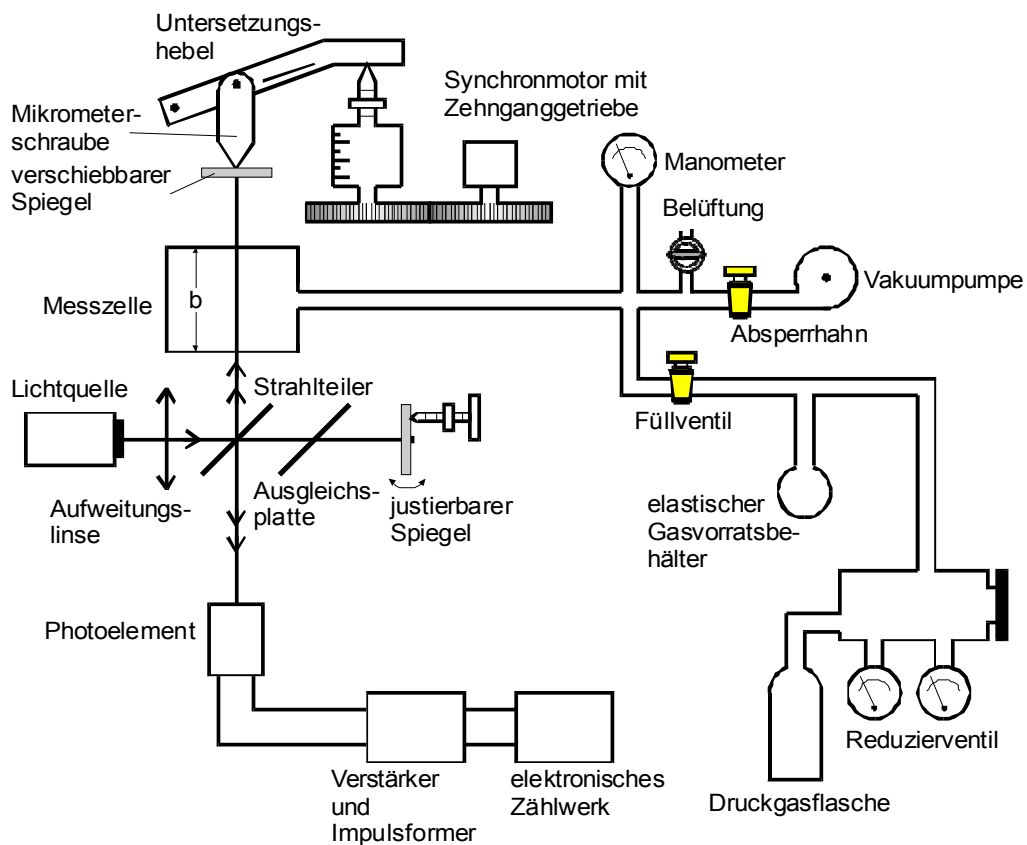 Untersetzungs-
hebel
Synchronmotor mit
Zehnganggetriebe
Mikrometer-
schraube
verschiebbarer
Spiegel
Manometer
Belüftung
Vakuumpumpe
Absperrhahn
Messzelle
b
Lichtquelle
Strahlteiler
Füllventil
Aufweitungs-
linse
Ausgleichs-
platte
justierbarer
Spiegel
elastischer
Gasvorratsbe-
hälter
Photoelement
Reduzierventil
Druckgasflasche
Verstärker
und
Impulsformer
elektronisches
Zählwerk